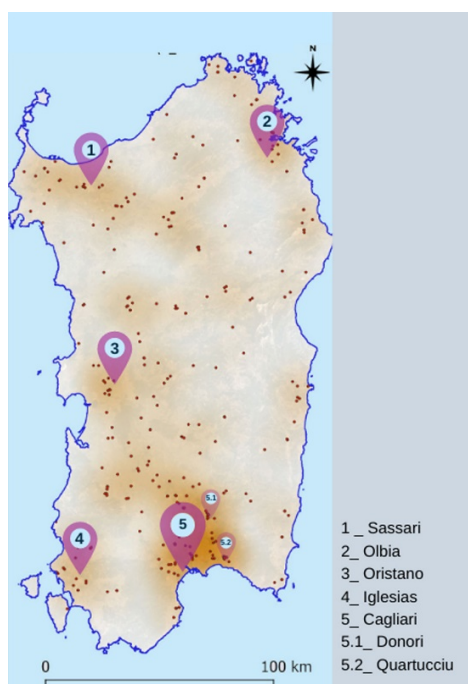 N
1
2
3
5.1
5
4
5.2
1 _ Sassari
2_ Olbia
3_ Oristano
4_ Iglesias
5_ Cagliari
5.1_ Donori
5.2_ Quartucciu
0 100 km